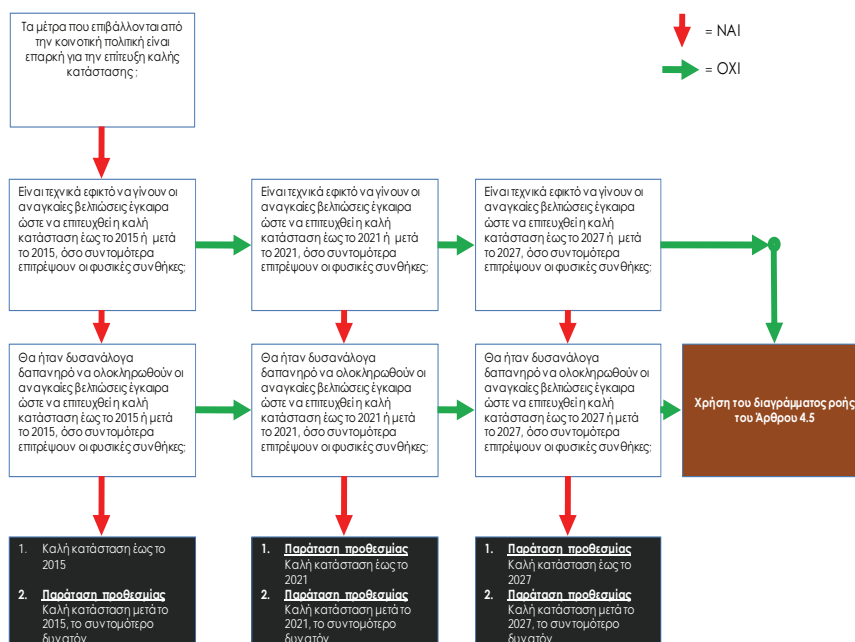 Τα μέτρα που επιβάλλονται από
την κοινοτική πολιτική είναι
επαρκή για την επίτευξη καλής
κατάστασης ;
= ΝΑΙ
= ΟΧΙ
Είναι τεχνικά εφικτό να γίνουν οι
αναγκαίες βελτιώσεις έγκαιρα
ώστε να επιτευχθεί η καλή
κατάσταση έως το 2015 ή μετά
το 2015, όσο συντομότερα
επιτρέψουν οι φυσικές συνθήκες;
Είναι τεχνικά εφικτό να γίνουν οι
αναγκαίες βελτιώσεις έγκαιρα
ώστε να επιτευχθεί η καλή
κατάσταση έως το 2021 ή μετά
το 2021, όσο συντομότερα
επιτρέψουν οι φυσικές συνθήκες;
Είναι τεχνικά εφικτό να γίνουν οι
αναγκαίες βελτιώσεις έγκαιρα
ώστε να επιτευχθεί η καλή
κατάσταση έως το 2027 ή μετά
το 2027, όσο συντομότερα
επιτρέψουν οι φυσικές συνθήκες;
Θα ήταν δυσανάλογα
δαπανηρό να ολοκληρωθούν οι
αναγκαίες βελτιώσεις έγκαιρα
ώστε να επιτευχθεί η καλή
κατάσταση έως το 2015 ή μετά
το 2015, όσο συντομότερα
επιτρέψουν οι φυσικές συνθήκες;
Θα ήταν δυσανάλογα
δαπανηρό να ολοκληρωθούν οι
αναγκαίες βελτιώσεις έγκαιρα
ώστε να επιτευχθεί η καλή
κατάσταση έως το 2021 ή μετά
το 2021, όσο συντομότερα
επιτρέψουν οι φυσικές συνθήκες;
Θα ήταν δυσανάλογα
δαπανηρό να ολοκληρωθούν οι
αναγκαίες βελτιώσεις έγκαιρα
ώστε να επιτευχθεί η καλή
κατάσταση έως το 2027 ή μετά
το 2027, όσο συντομότερα
επιτρέψουν οι φυσικές συνθήκες;
Χρήση του διαγράμματος ροής
του Άρθρου 4.5
1. Καλή κατάσταση έως το
2015
2. Παράταση προθεσμίας
Καλή κατάσταση μετά το
2015, το συντομότερο
δυνατόν
1. Παράταση προθεσμίας
Καλή κατάσταση έως το
2021
2. Παράταση προθεσμίας
Καλή κατάσταση μετά το
2021, το συντομότερο
δυνατόν
1. Παράταση προθεσμίας
Καλή κατάσταση έως το
2027
2. Παράταση προθεσμίας
Καλή κατάσταση μετά το
2027, το συντομότερο
δυνατόν